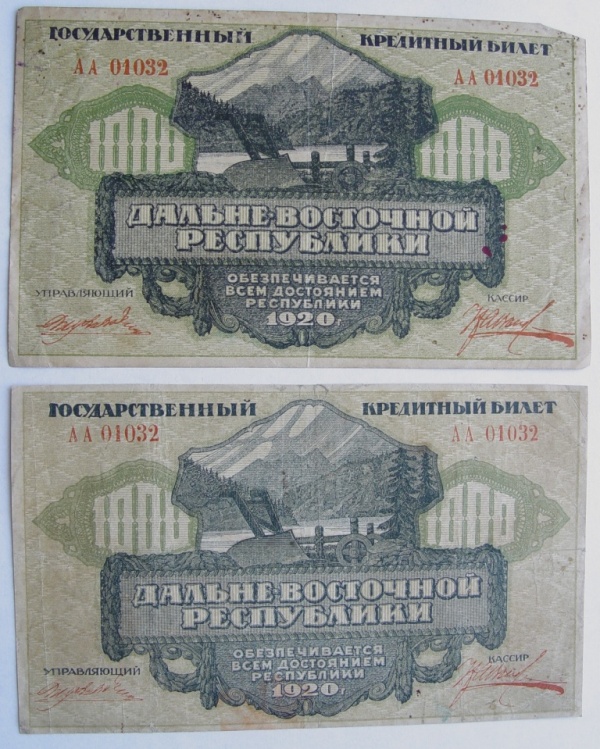 ГОСУДАРСТВЕННЫЙ КРЕДИТНЫЙ БИЛЕТ
АА 01032 АА 01032
1000 1000
ДАЛЬНЕ-ВОСТОЧНОЙ
РЕСПУБЛИКИ
ОБЕЗПЕЧИВАЕТСЯ
ВСЕМ ДОСТОЯНИЕМ
РЕСПУБЛИКИ
1920 г
УПРАВЛЯЮЩИЙ КАССИР
ГОСУДАРСТВЕННЫЙ КРЕДИТНЫЙ БИЛЕТ
АА 01032 АА 01032
1000 1000
ДАЛЬНЕ-ВОСТОЧНОЙ
РЕСПУБЛИКИ
ОБЕЗПЕЧИВАЕТСЯ
ВСЕМ ДОСТОЯНИЕМ
РЕСПУБЛИКИ
1920 г
УПРАВЛЯЮЩИЙ КАССИР